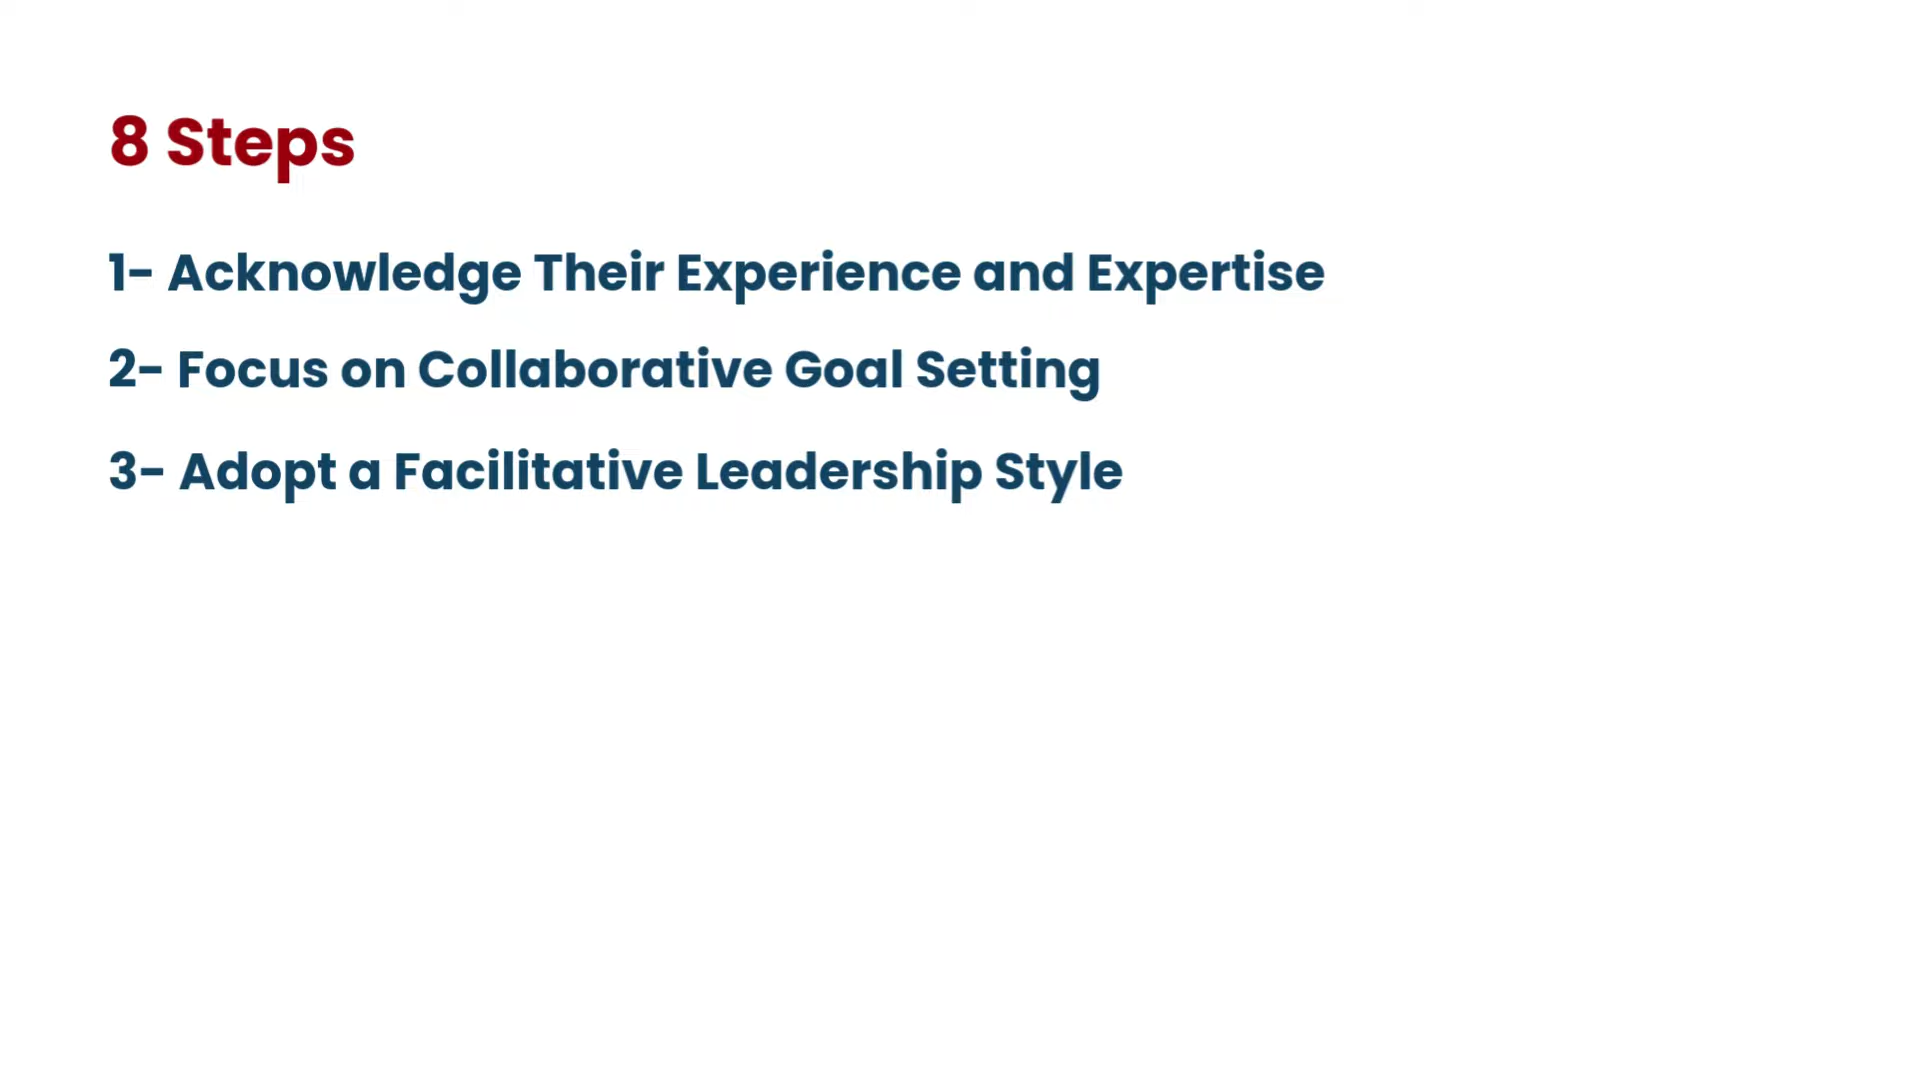 8 Steps
1- Acknowledge Their Experience and Expertise
2- Focus on Collaborative Goal Setting
3- Adopt a Facilitative Leadership Style